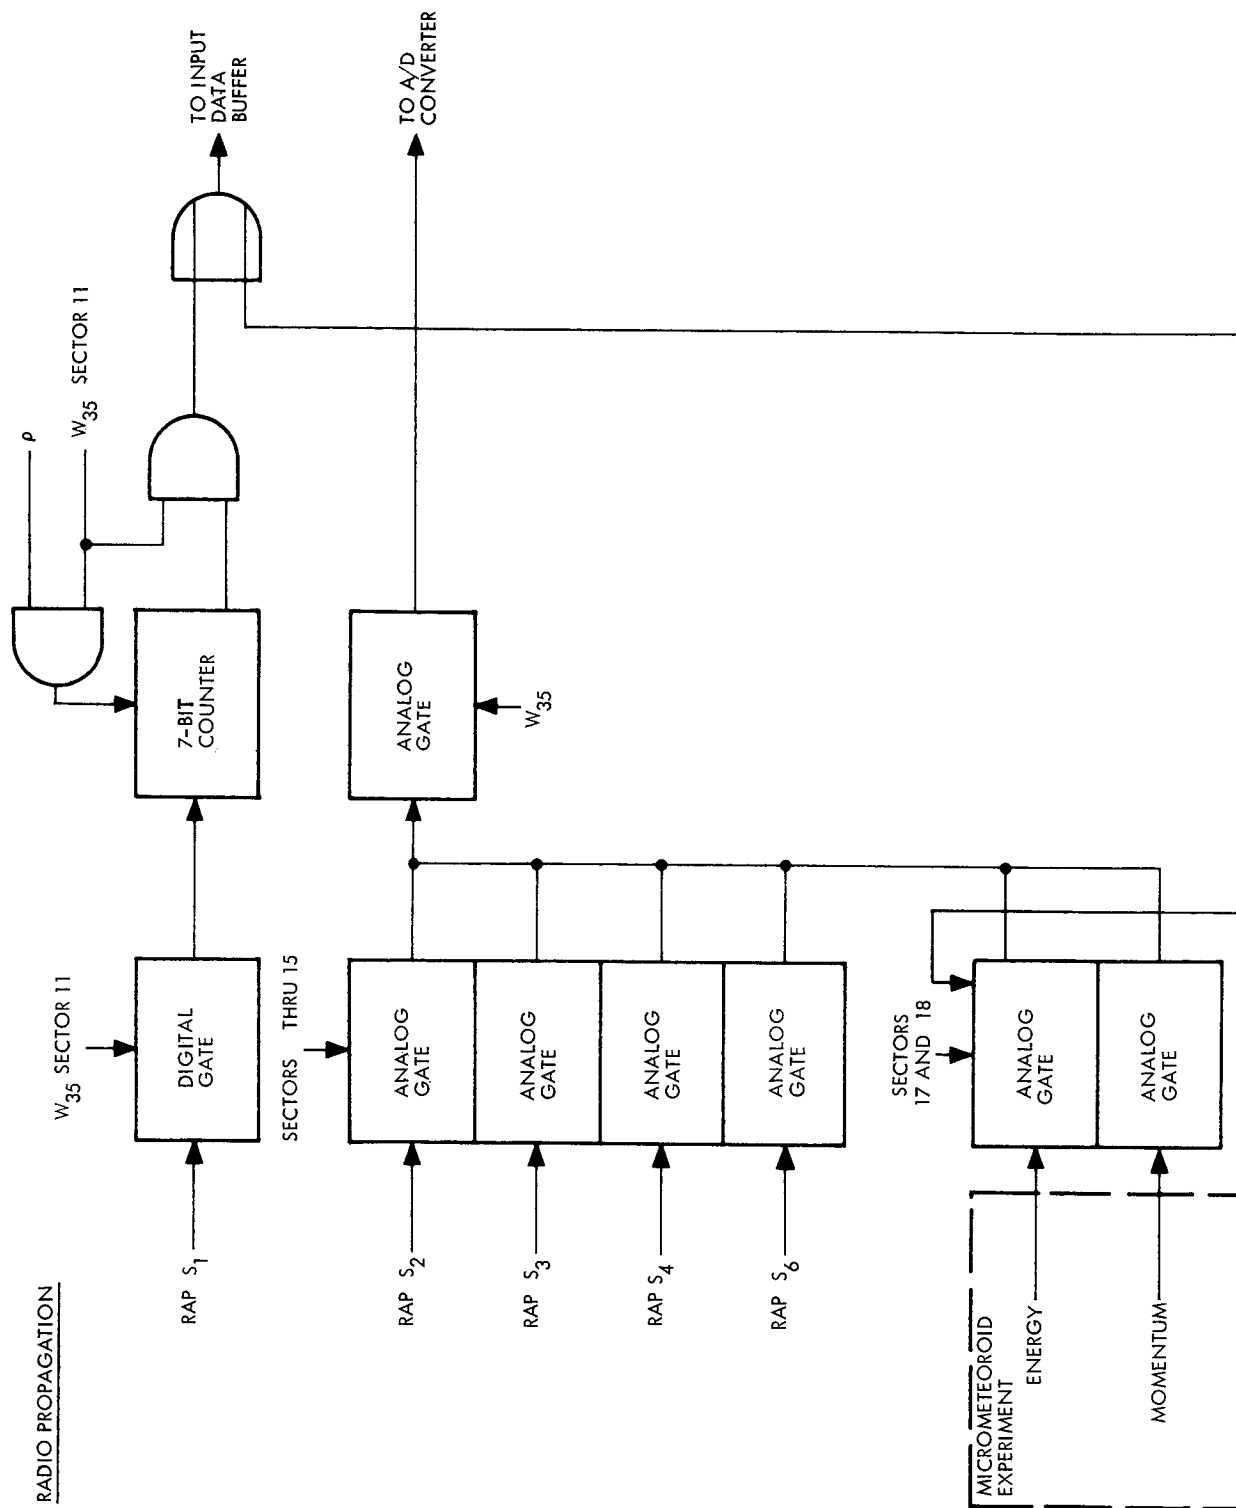 RADIO PROPAGATION
W35 SECTOR 11
RAP S1
DIGITAL
GATE
7-BIT
COUNTER
ρ
W35 SECTOR 11
TO INPUT
DATA
BUFFER
SECTORS THRU 15
RAP S2
ANALOG
GATE
RAP S3
ANALOG
GATE
RAP S4
ANALOG
GATE
RAP S6
ANALOG
GATE
ANALOG
GATE
W35
TO A/D
CONVERTER
SECTORS
17 AND 18
MICROMETEOROID
EXPERIMENT
ENERGY
ANALOG
GATE
MOMENTUM
ANALOG
GATE